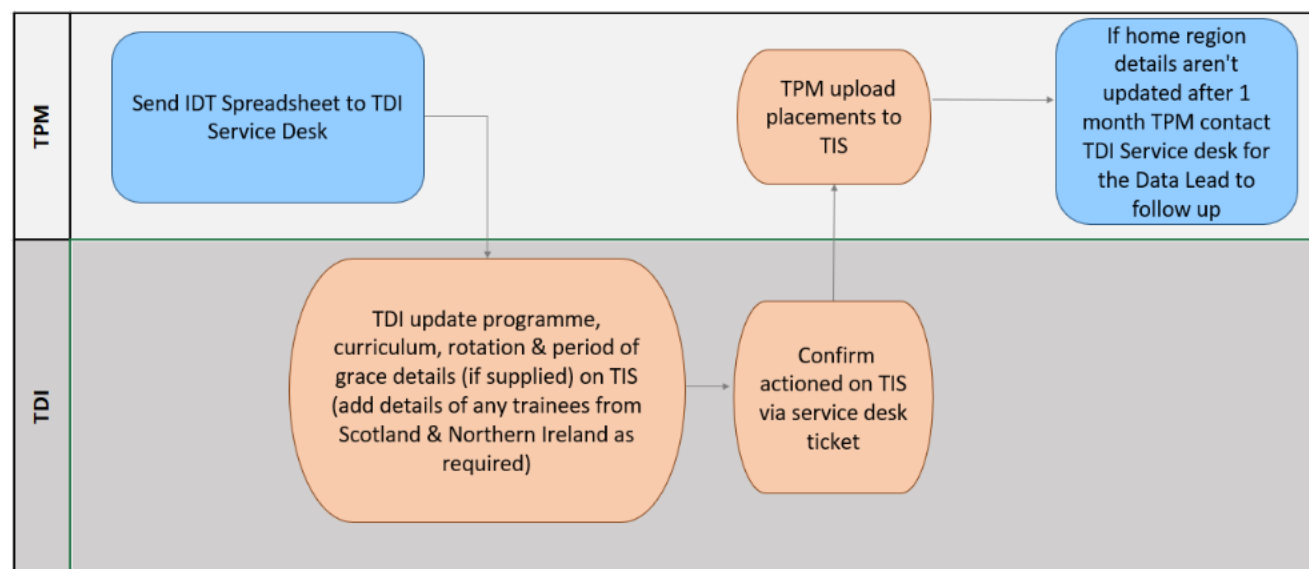 TPM
Send IDT Spreadsheet to TDI
Service Desk
TPM upload
placements to
TIS
If home region
details aren't
updated after 1
month TPM contact
TDI Service desk for
the Data Lead to
follow up
TDI
TDI update programme,
curriculum, rotation & period of
grace details (if supplied) on TIS
(add details of any trainees from
Scotland & Northern Ireland as
required)
Confirm
actioned on TIS
via service desk
ticket